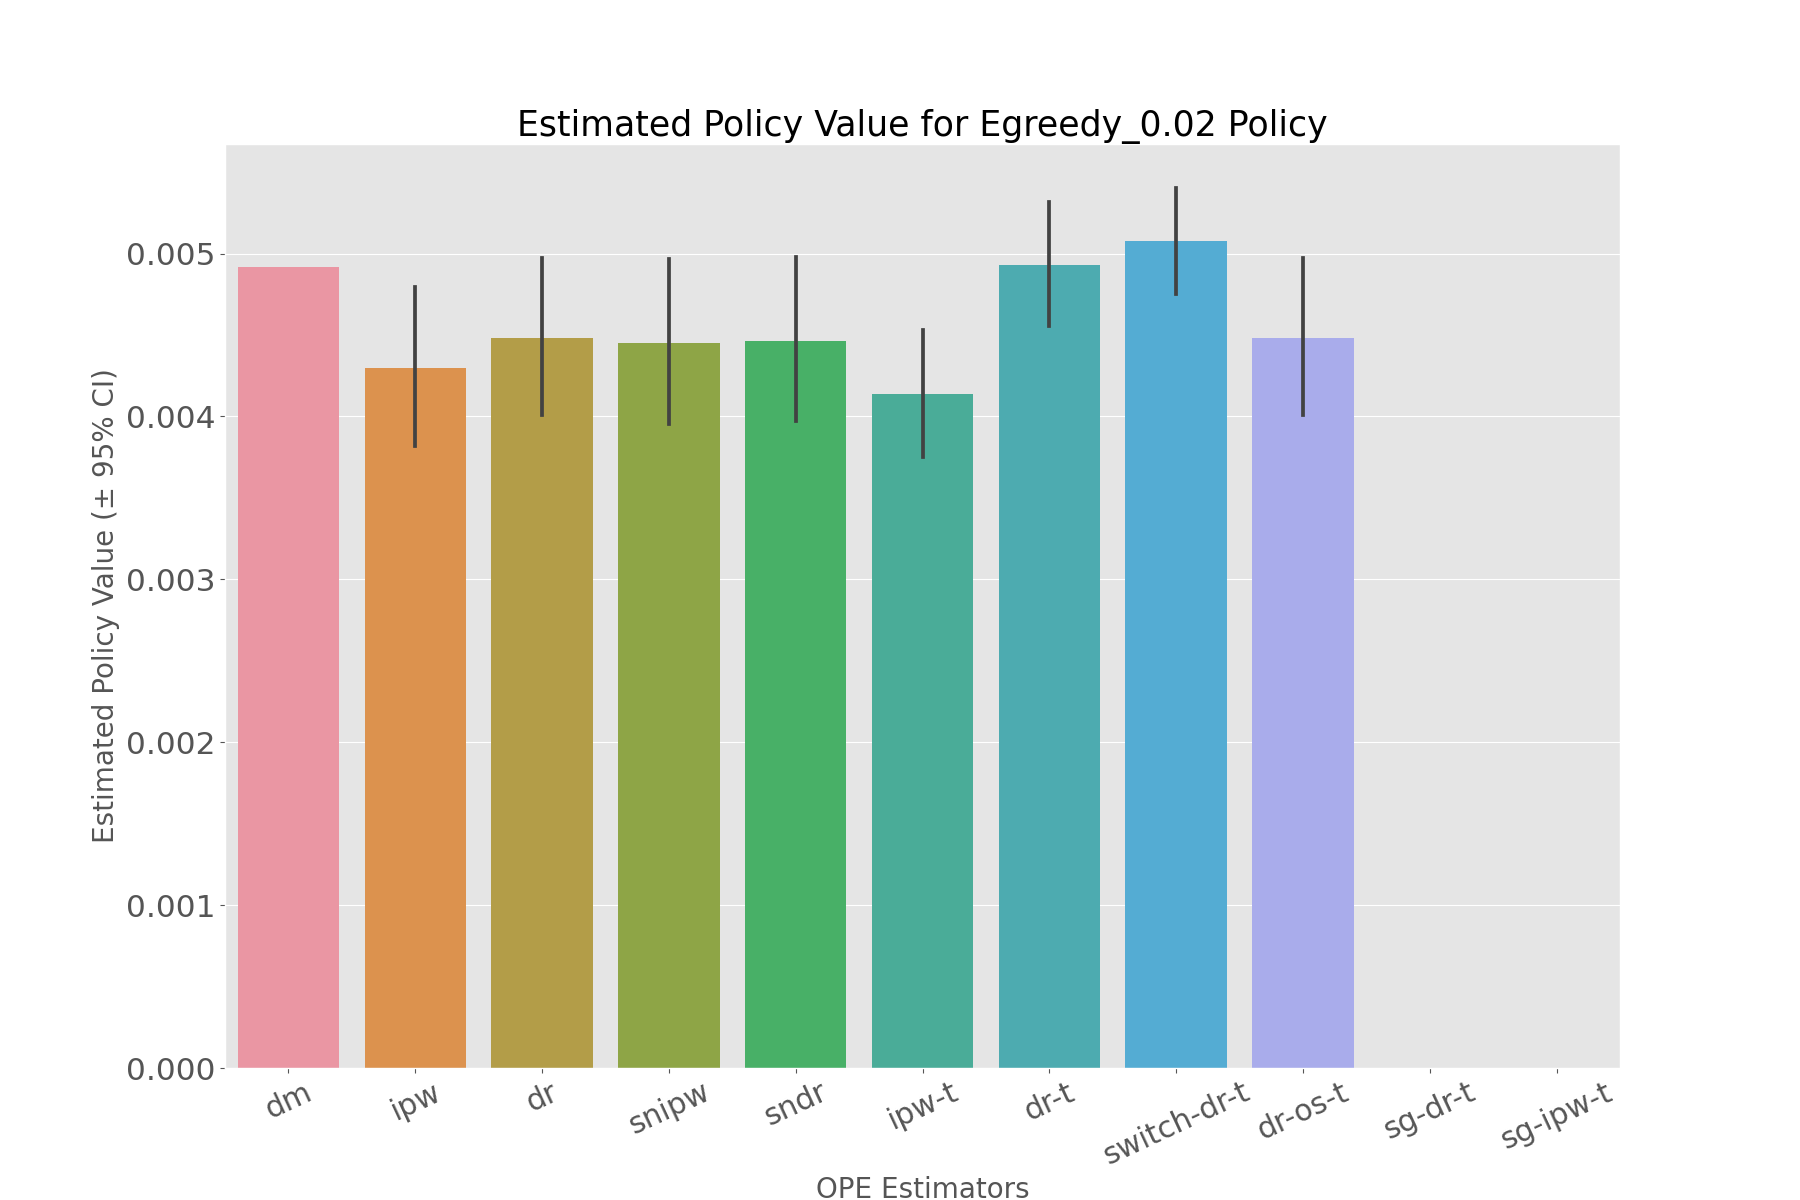 Estimated Policy Value for Egreedy_0.02 Policy
Estimated Policy Value (± 95% CI)
0.005
0.004
0.003
0.002
0.001
0.000
dm
ipw
dr
snipw
sndr
ipw-t
dr-t
switch-dr-t
dr-os-t
sg-dr-t
sg-ipw-t
OPE Estimators